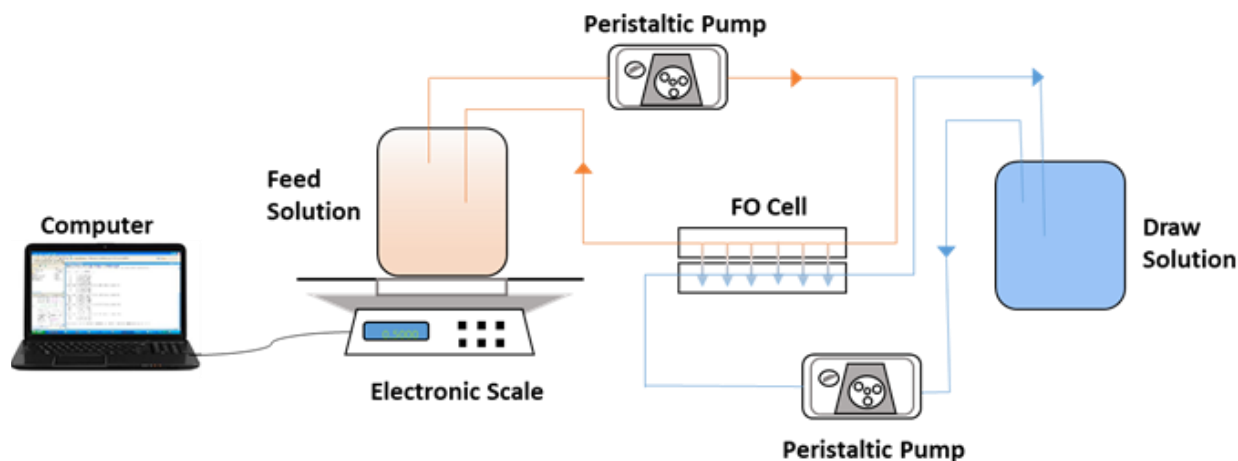 Peristaltic Pump
Feed
Solution
FO Cell
Computer
Draw
Solution
0.5000
Electronic Scale
Peristaltic Pump